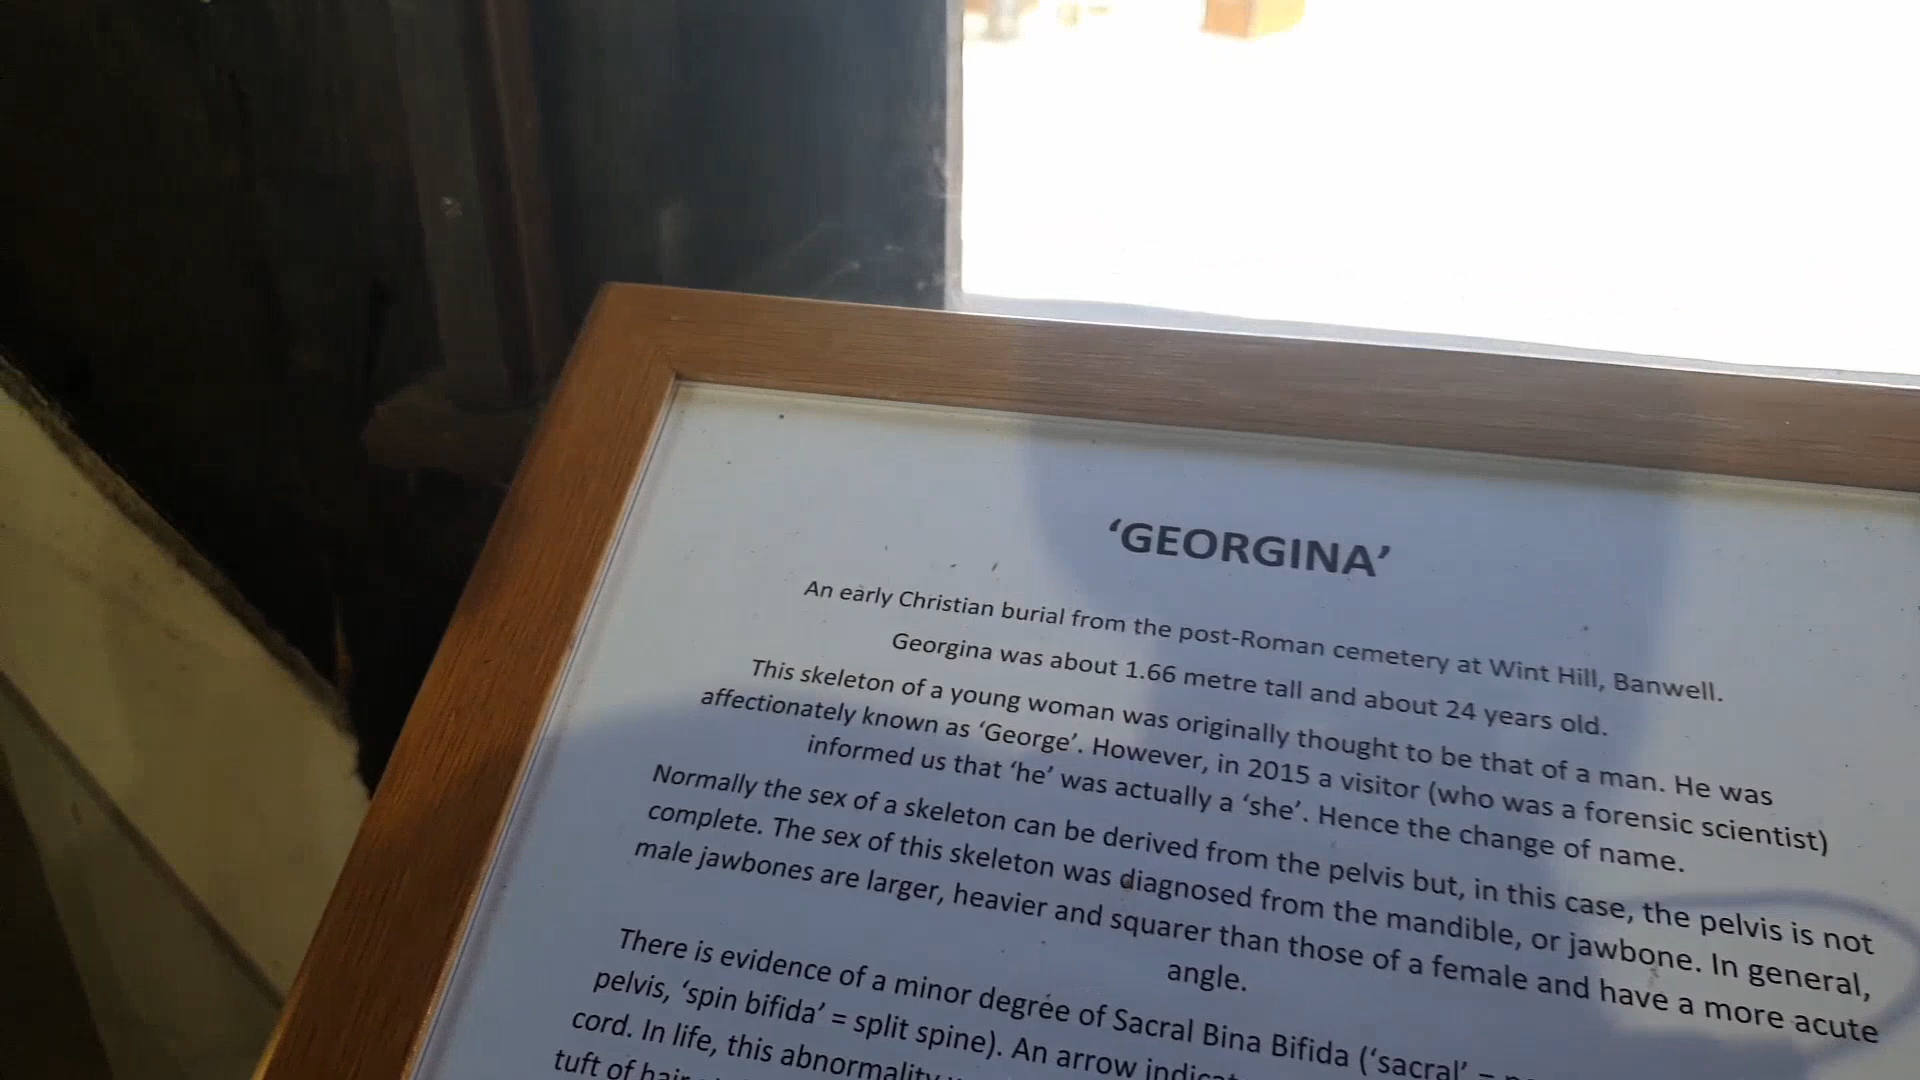 ‘GEORGINA’
An early Christian burial from the post-Roman cemetery at Wint Hill, Banwell.
Georgina was about 1.66 metre tall and about 24 years old.
This skeleton of a young woman was originally thought to be that of a man. He was
affectionately known as ‘George’. However, in 2015 a visitor (who was a forensic scientist)
informed us that ‘he’ was actually a ‘she’. Hence the change of name.
Normally the sex of a skeleton can be derived from the pelvis but, in this case, the pelvis is not
complete. The sex of this skeleton was diagnosed from the mandible, or jawbone. In general,
male jawbones are larger, heavier and squarer than those of a female and have a more acute
angle.
There is evidence of a minor degree of Sacral Bina Bifida (‘sacral’ =
pelvis, ‘spin bifida’ = split spine). An arrow
cord. In life, this abnormality
tuft of hair